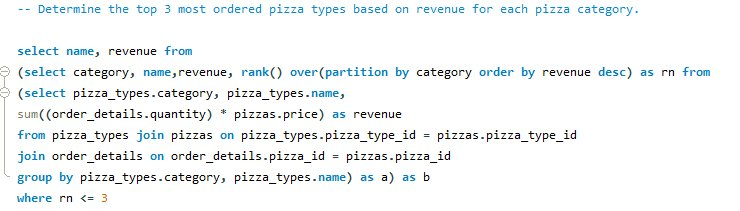 -- Determine the top 3 most ordered pizza types based on revenue for each pizza category.
select name, revenue from
(select category, name,revenue, rank() over(partition by category order by revenue desc) as rn from
(select pizza_types.category, pizza_types.name,
sum((order_details.quantity) * pizzas.price) as revenue
from pizza_types join pizzas on pizza_types.pizza_type_id = pizzas.pizza_type_id
join order_details on order_details.pizza_id = pizzas.pizza_id
group by pizza_types.category, pizza_types.name) as a) as b
where rn <= 3